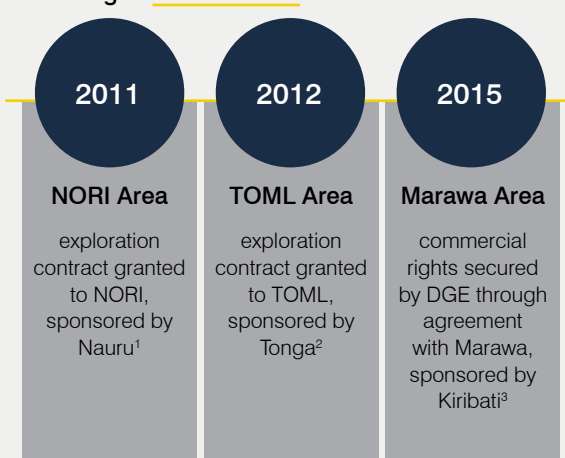 2011
2012
2015
NORI Area
exploration
contract granted
to NORI,
sponsored by
Nauru¹
TOML Area
exploration
contract granted
to TOML,
sponsored by
Tonga²
Marawa Area
commercial
rights secured
by DGE through
agreement
with Marawa,
sponsored by
Kiribati³